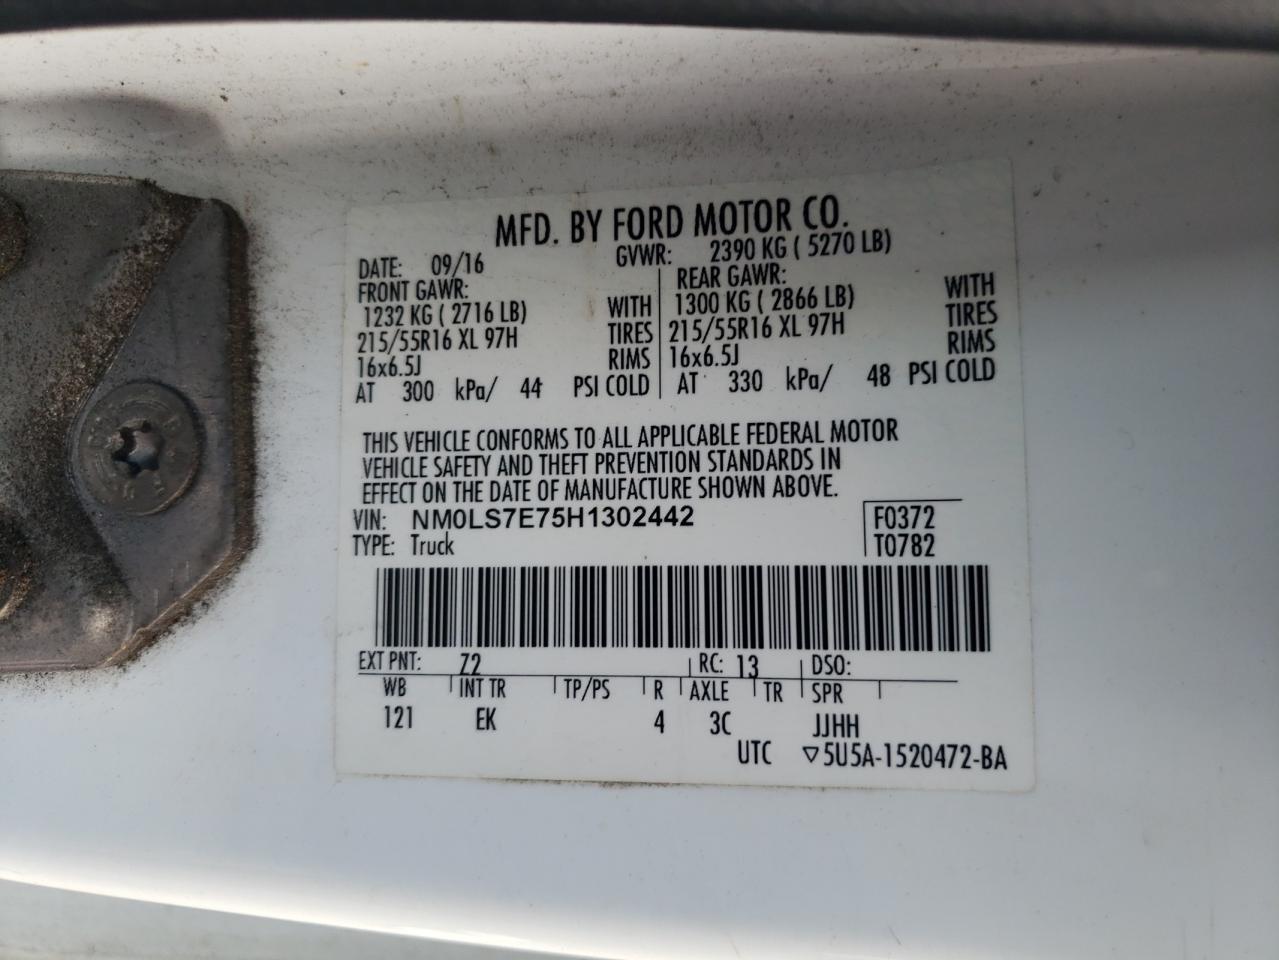 MFD. BY FORD MOTOR CO.
DATE: 09/16 GVWR: 2390 KG ( 5270 LB)
FRONT GAWR: REAR GAWR:
1232 KG ( 2716 LB) WITH 1300 KG ( 2866 LB) WITH
215/55R16 XL 97H TIRES 215/55R16 XL 97H TIRES
16x6.5J RIMS 16x6.5J RIMS
AT 300 kPa/ 44 PSI COLD AT 330 kPa/ 48 PSI COLD
THIS VEHICLE CONFORMS TO ALL APPLICABLE FEDERAL MOTOR
VEHICLE SAFETY AND THEFT PREVENTION STANDARDS IN
EFFECT ON THE DATE OF MANUFACTURE SHOWN ABOVE.
VIN: NM0LS7E75H1302442 F0372
TYPE: Truck T0782
EXT PNT: Z2 RC: 13 DSO:
WB INT TR TP/PS R AXLE TR SPR
121 EK 4 3C JJHH
UTC ▽5U5A-1520472-BA